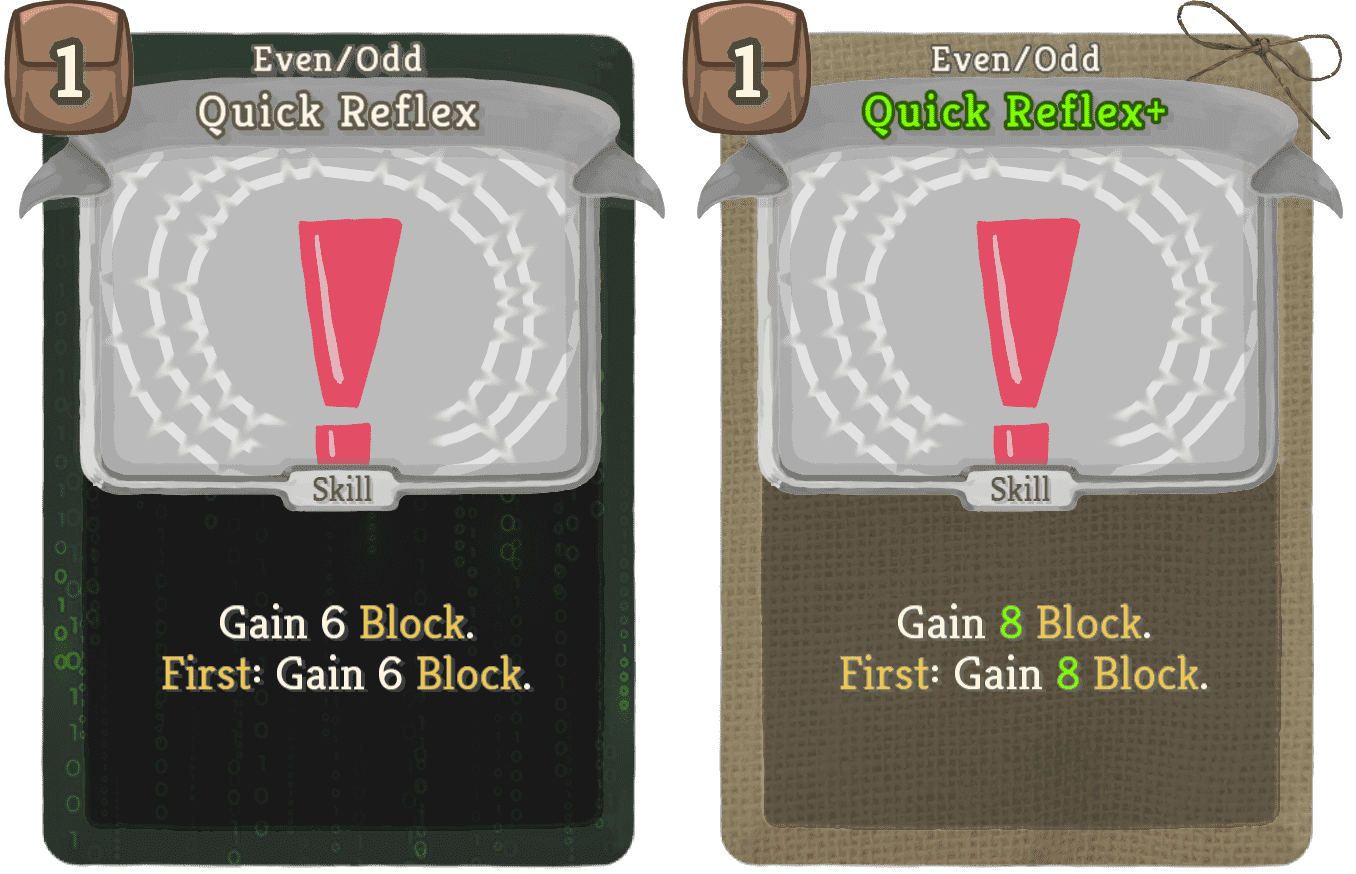 1
Even/Odd
Quick Reflex
Skill
Gain 6 Block.
First: Gain 6 Block.
1
Even/Odd
Quick Reflex+
Skill
Gain 8 Block.
First: Gain 8 Block.